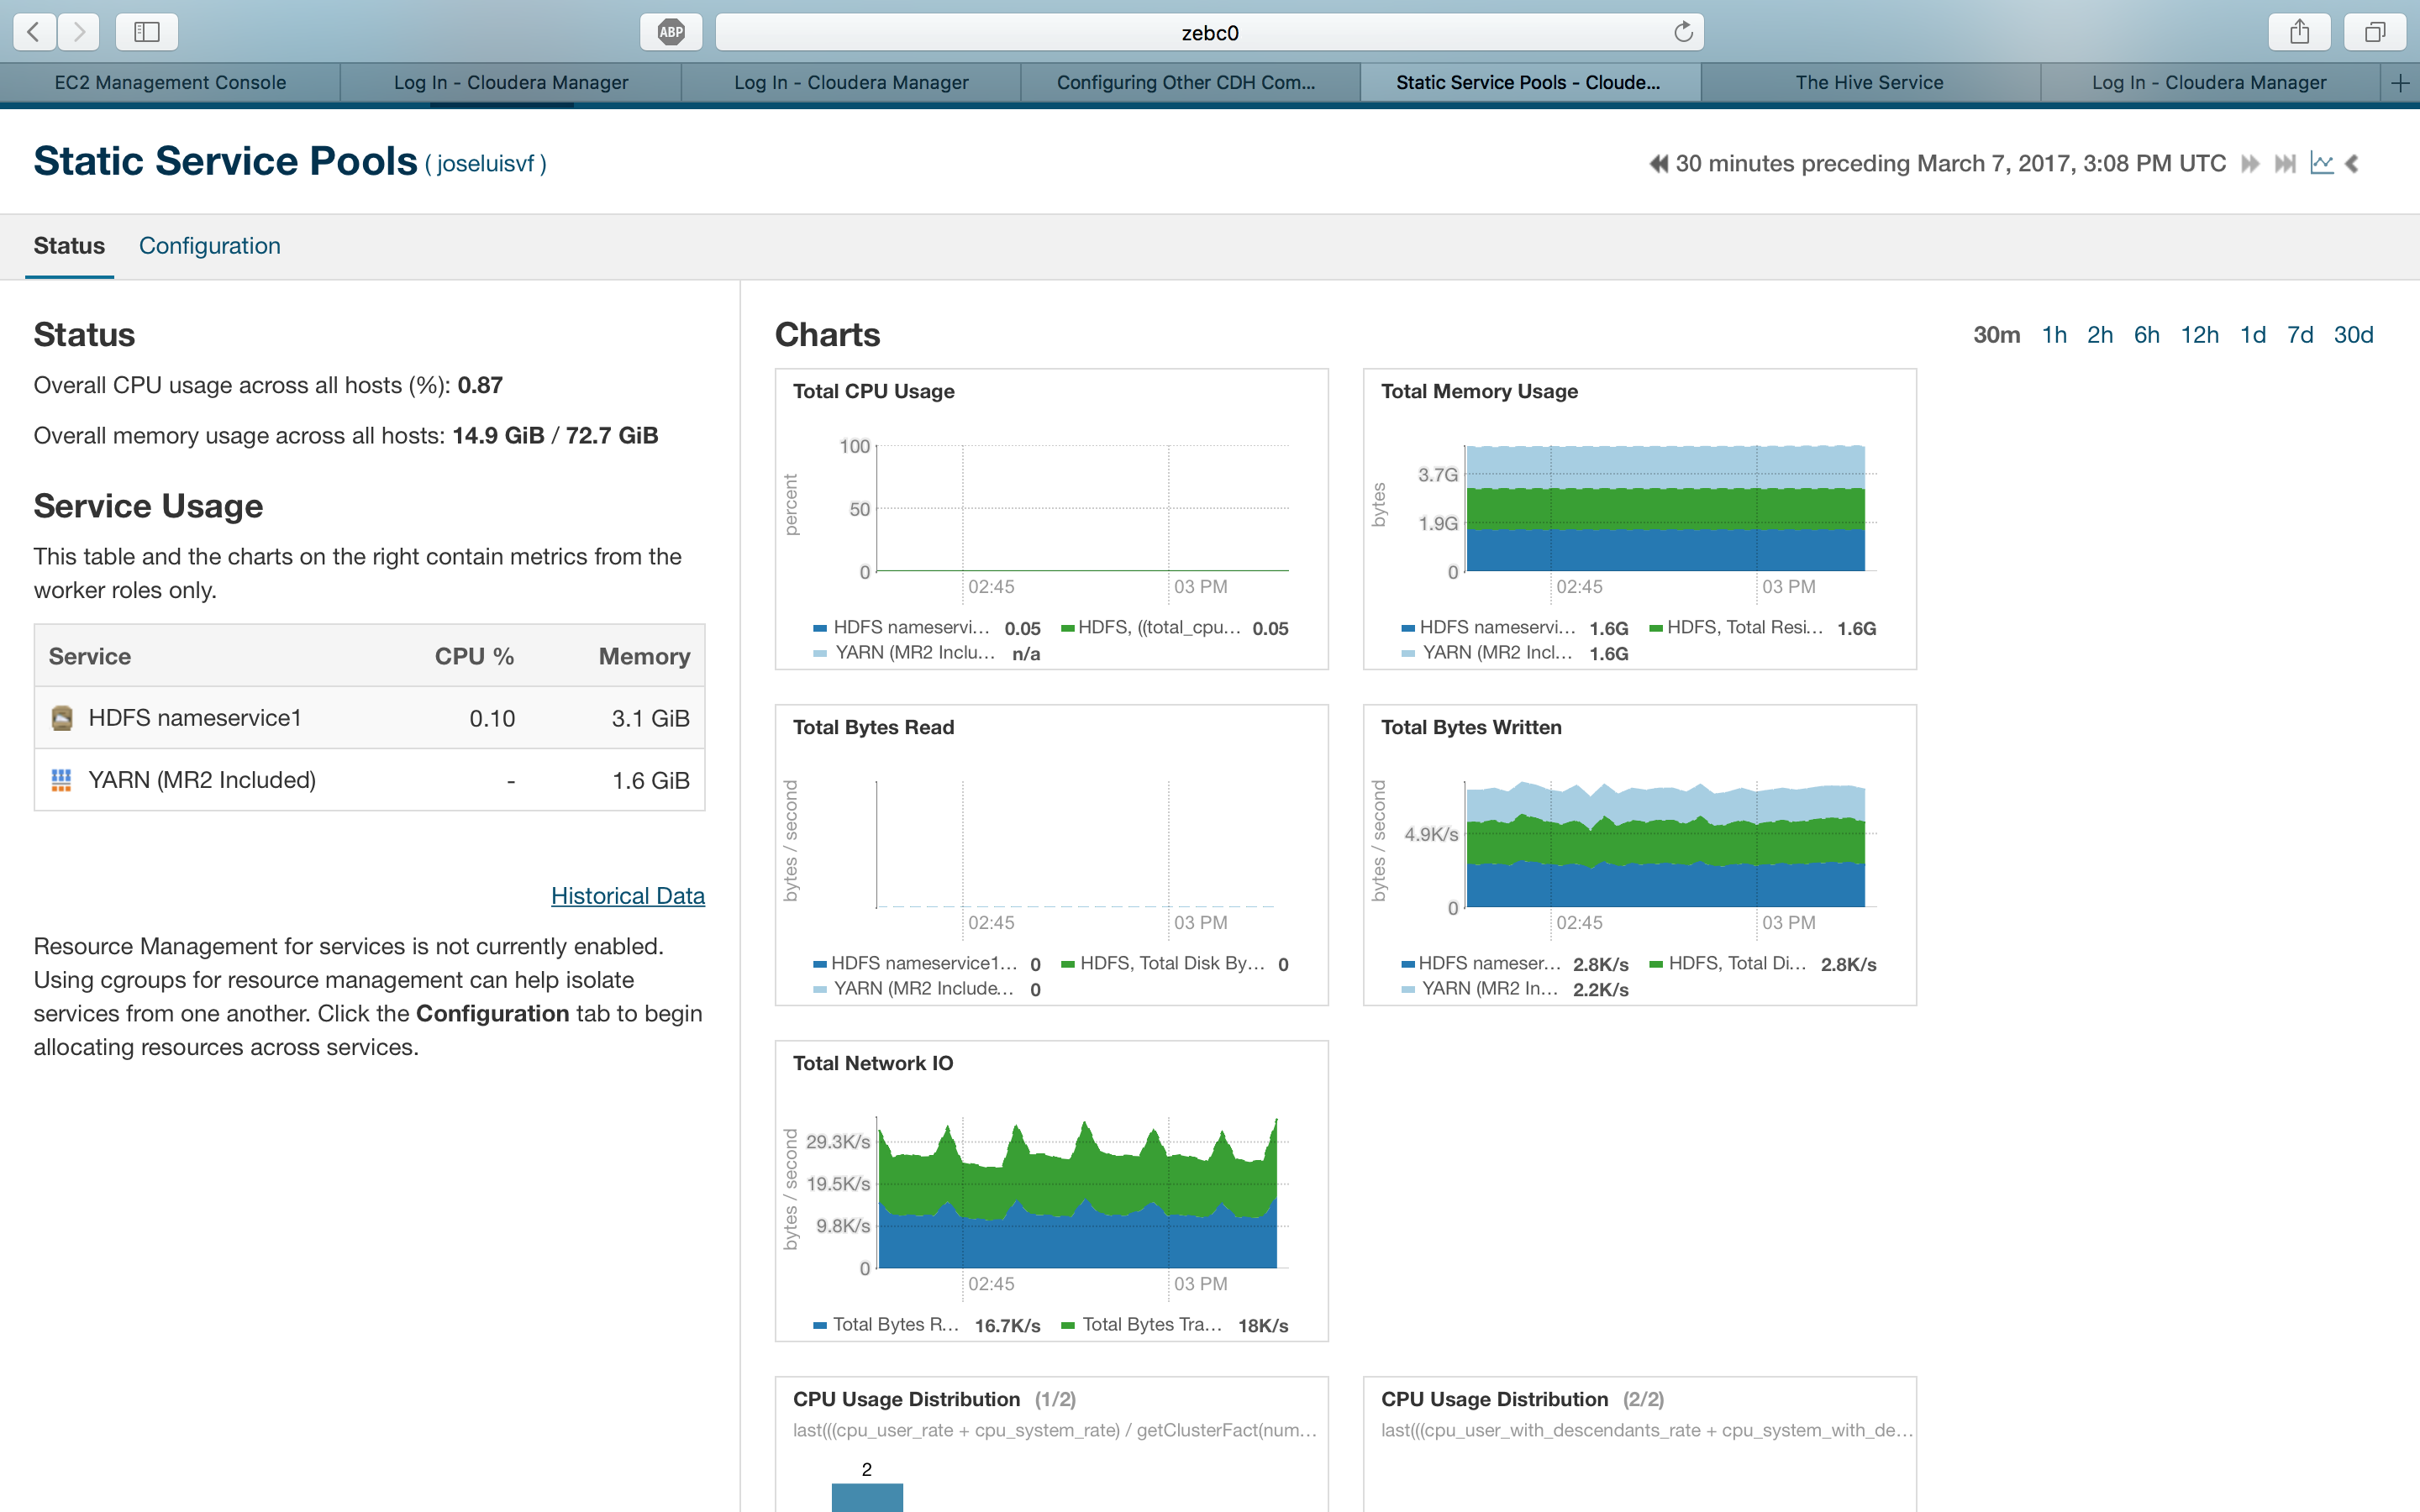 ABP
zebc0
EC2 Management Console
Log In - Cloudera Manager
Log In - Cloudera Manager
Configuring Other CDH Com...
Static Service Pools - Cloude...
The Hive Service
Log In - Cloudera Manager
Static Service Pools ( joseluisvf )
30 minutes preceding March 7, 2017, 3:08 PM UTC
Status Configuration
Status
Overall CPU usage across all hosts (%): 0.87
Overall memory usage across all hosts: 14.9 GiB / 72.7 GiB
Service Usage
This table and the charts on the right contain metrics from the
worker roles only.
Service CPU % Memory
HDFS nameservice1 0.10 3.1 GiB
YARN (MR2 Included) - 1.6 GiB
Historical Data
Resource Management for services is not currently enabled.
Using cgroups for resource management can help isolate
services from one another. Click the Configuration tab to begin
allocating resources across services.
Charts
30m 1h 2h 6h 12h 1d 7d 30d
Total CPU Usage
percent
100
50
0
02:45 03 PM
HDFS nameservi... 0.05 HDFS, ((total_cpu... 0.05
YARN (MR2 Inclu... n/a
Total Memory Usage
bytes
3.7G
1.9G
0
02:45 03 PM
HDFS nameservi... 1.6G HDFS, Total Resi... 1.6G
YARN (MR2 Incl... 1.6G
Total Bytes Read
bytes / second
02:45 03 PM
HDFS nameservice1... 0 HDFS, Total Disk By... 0
YARN (MR2 Include... 0
Total Bytes Written
bytes / second
4.9K/s
0
02:45 03 PM
HDFS nameser... 2.8K/s HDFS, Total Di... 2.8K/s
YARN (MR2 In... 2.2K/s
Total Network IO
bytes / second
29.3K/s
19.5K/s
9.8K/s
0
02:45 03 PM
Total Bytes R... 16.7K/s Total Bytes Tra... 18K/s
CPU Usage Distribution (1/2)
last(((cpu_user_rate + cpu_system_rate) / getClusterFact(num...
2
CPU Usage Distribution (2/2)
last(((cpu_user_with_descendants_rate + cpu_system_with_de...